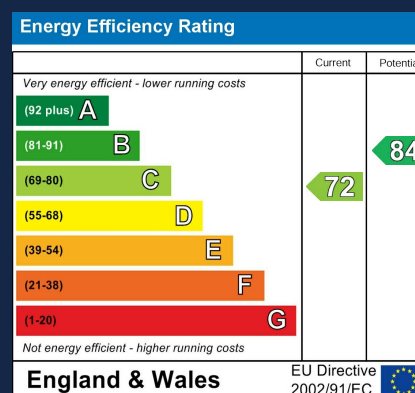 Energy Efficiency Rating
Current Potentia
Very energy efficient - lower running costs
(92 plus) A
(81-91) B
84
(69-80) C
72
(55-68) D
(39-54) E
(21-38) F
(1-20) G
Not energy efficient - higher running costs
England & Wales
EU Directive
2002/91/EC